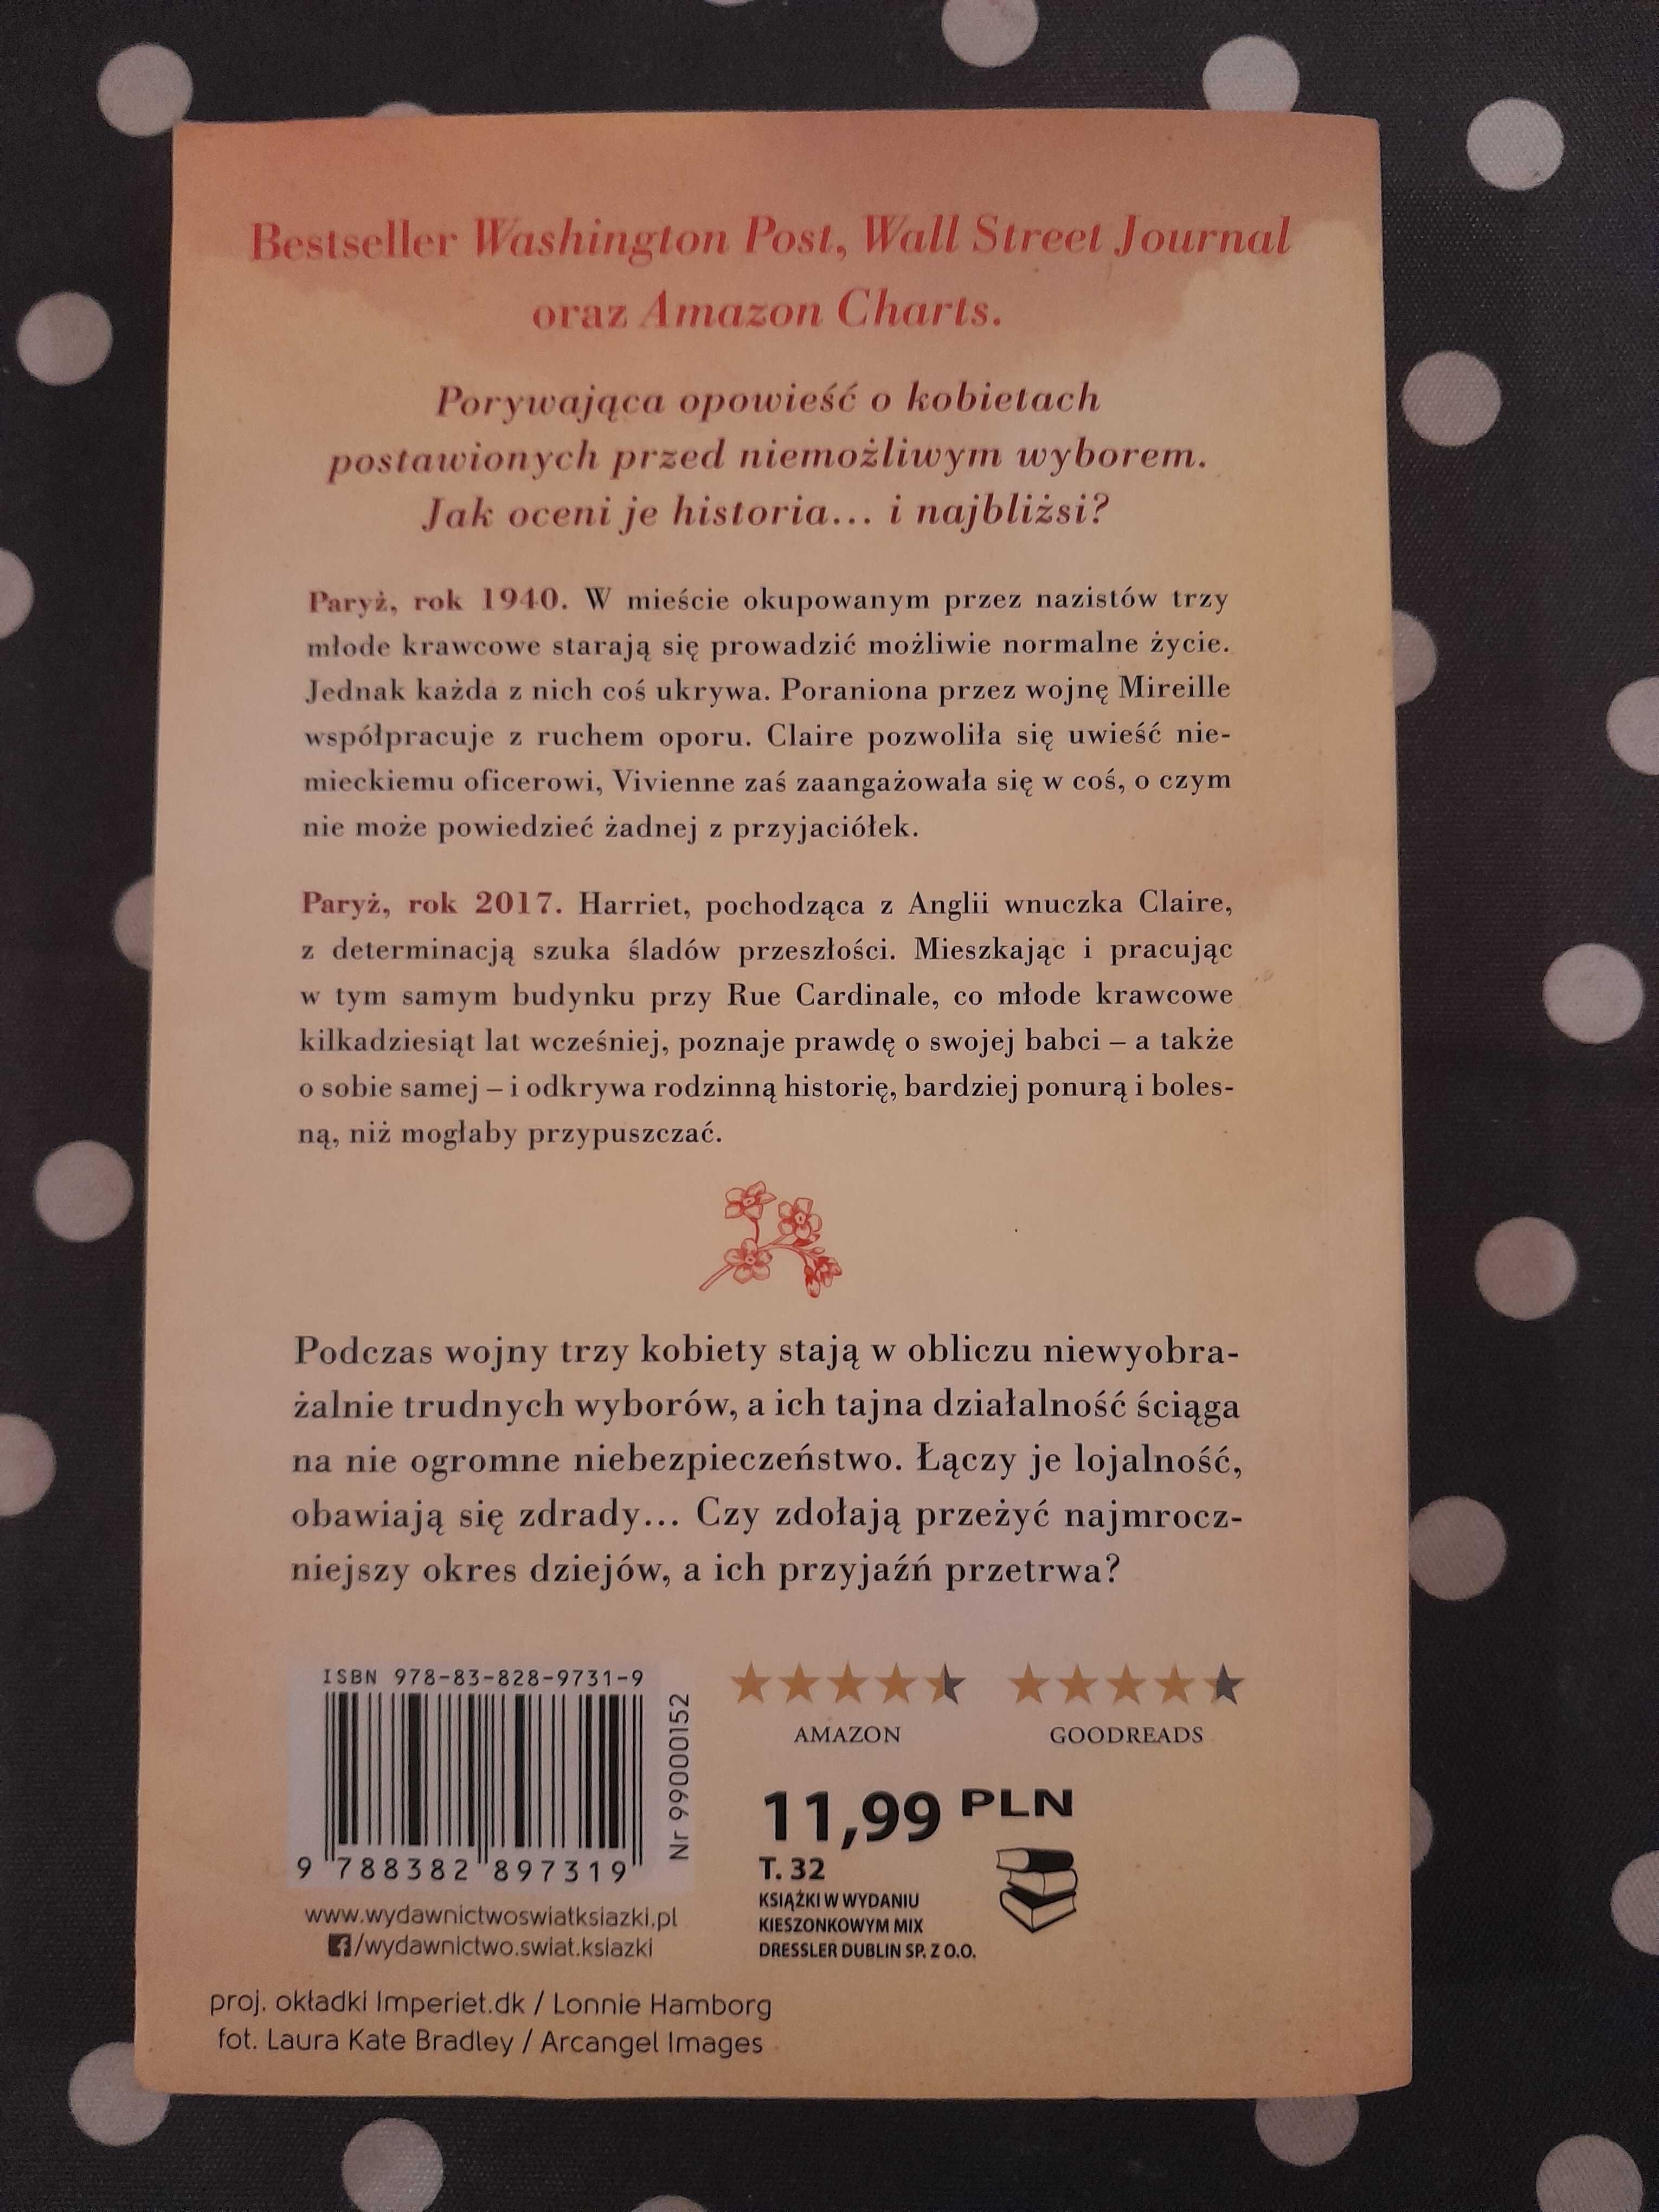 Bestseller Washington Post, Wall Street Journal
oraz Amazon Charts.
Porywająca opowieść o kobietach
postawionych przed niemożliwym wyborem.
Jak oceni je historia... i najbliżsi?
Paryż, rok 1940. W mieście okupowanym przez nazistów trzy
młode krawcowe starają się prowadzić możliwie normalne życie.
Jednak każda z nich coś ukrywa. Poraniona przez wojnę Mireille
współpracuje z ruchem oporu. Claire pozwoliła się uwieść nie-
mieckiemu oficerowi, Vivienne zaś zaangażowała się w coś, o czym
nie może powiedzieć żadnej z przyjaciółek.
Paryż, rok 2017. Harriet, pochodząca z Anglii wnuczka Claire,
z determinacją szuka śladów przeszłości. Mieszkając i pracując
w tym samym budynku przy Rue Cardinale, co młode krawcowe
kilkadziesiąt lat wcześniej, poznaje prawdę o swojej babci – a także
o sobie samej – i odkrywa rodzinną historię, bardziej ponurą i boles-
ną, niż mogłaby przypuszczać.
Podczas wojny trzy kobiety stają w obliczu niewyobra-
żalnie trudnych wyborów, a ich tajna działalność ściąga
na nie ogromne niebezpieczeństwo. Łączy je lojalność,
obawiają się zdrady... Czy zdołają przeżyć najmrocz-
niejszy okres dziejów, a ich przyjaźń przetrwa?
ISBN 978-83-828-9731-9
9 788382 897319
Nr 99000152
www.wydawnictwoswiatksiazki.pl
/wydawnictwo.swiat.ksiazki
AMAZON
GOODREADS
11,99 PLN
T. 32
KSIĄŻKI W WYDANIU
KIESZONKOWYM MIX
DRESSLER DUBLIN SP. Z O.O.
proj. okładki Imperiet.dk / Lonnie Hamborg
fot. Laura Kate Bradley / Arcangel Images